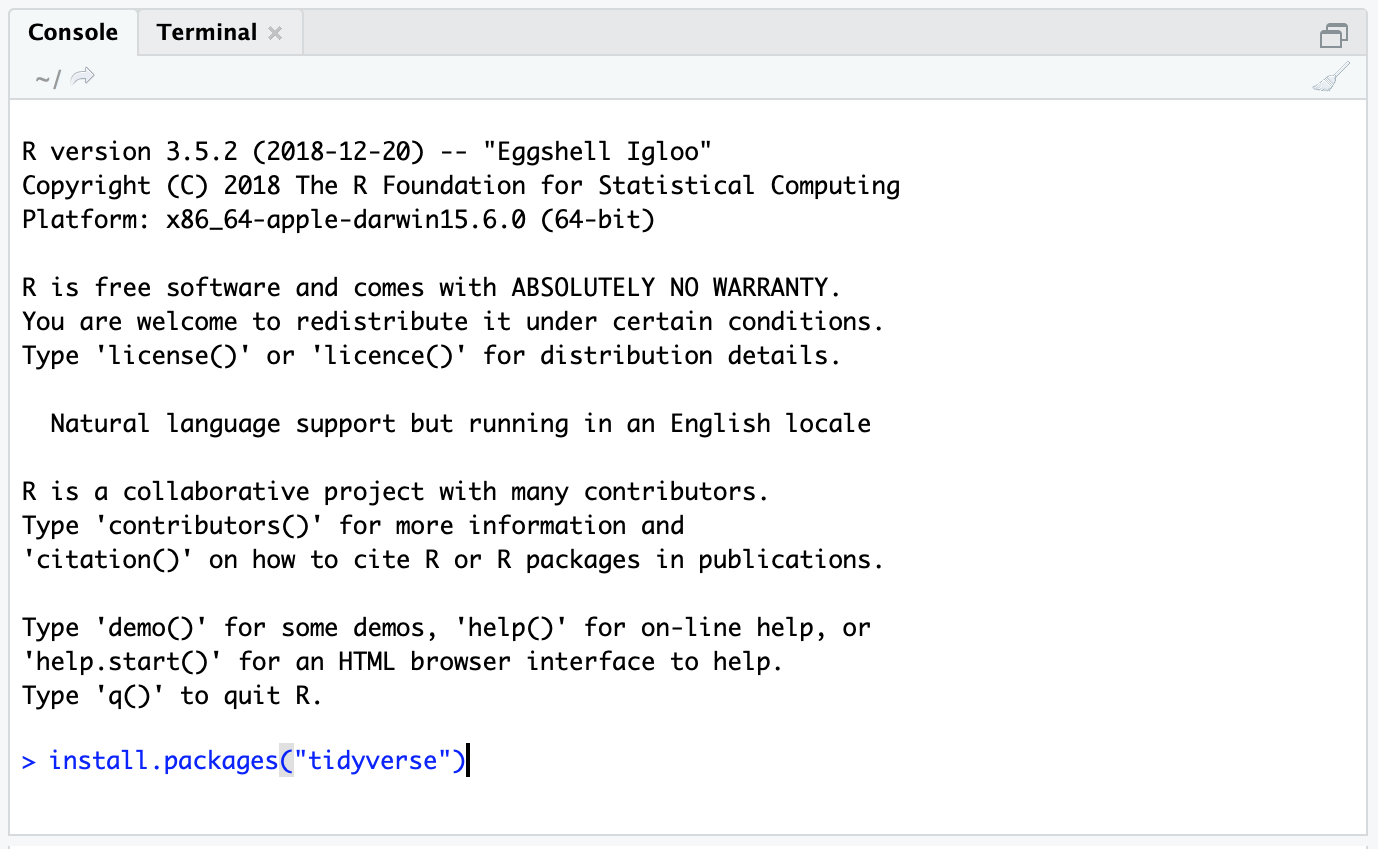 Console Terminal ×
~/
R version 3.5.2 (2018-12-20) -- "Eggshell Igloo"
Copyright (C) 2018 The R Foundation for Statistical Computing
Platform: x86_64-apple-darwin15.6.0 (64-bit)
R is free software and comes with ABSOLUTELY NO WARRANTY.
You are welcome to redistribute it under certain conditions.
Type 'license()' or 'licence()' for distribution details.
Natural language support but running in an English locale
R is a collaborative project with many contributors.
Type 'contributors()' for more information and
'citation()' on how to cite R or R packages in publications.
Type 'demo()' for some demos, 'help()' for on-line help, or
'help.start()' for an HTML browser interface to help.
Type 'q()' to quit R.
> install.packages("tidyverse")